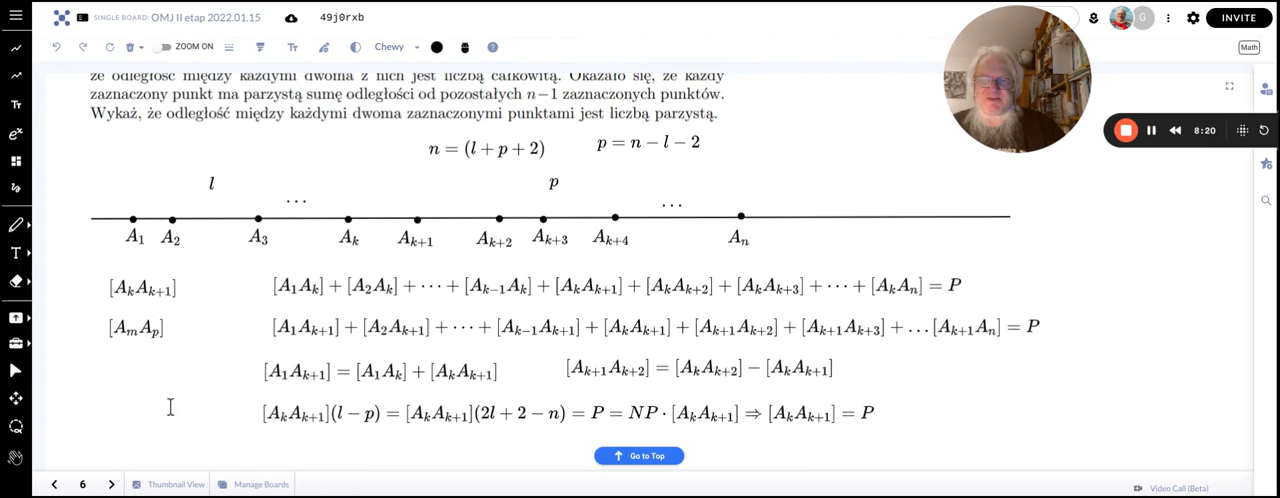 SINGLE BOARD: OMJ II etap 2022.01.15
49j0rxb
G
INVITE
ZOOM ON
Chewy
Math
że odległość między każdymi dwoma z nich jest liczbą całkowitą. Okazało się, że każdy
zaznaczony punkt ma parzystą sumę odległości od pozostałych n−1 zaznaczonych punktów.
Wykaż, że odległość między każdymi dwoma zaznaczonymi punktami jest liczbą parzystą.
8:20
n = (l + p + 2) p = n − l − 2
l p
... ...
A₁ A₂ A₃ Aₖ Aₖ₊₁ Aₖ₊₂ Aₖ₊₃ Aₖ₊₄ Aₙ
[AₖAₖ₊₁] [A₁Aₖ] + [A₂Aₖ] + ⋯ + [Aₖ₋₁Aₖ] + [AₖAₖ₊₁] + [AₖAₖ₊₂] + [AₖAₖ₊₃] + ⋯ + [AₖAₙ] = P
[AₘAₚ] [A₁Aₖ₊₁] + [A₂Aₖ₊₁] + ⋯ + [Aₖ₋₁Aₖ₊₁] + [AₖAₖ₊₁] + [Aₖ₊₁Aₖ₊₂] + [Aₖ₊₁Aₖ₊₃] + ...[Aₖ₊₁Aₙ] = P
[A₁Aₖ₊₁] = [A₁Aₖ] + [AₖAₖ₊₁] [Aₖ₊₁Aₖ₊₂] = [AₖAₖ₊₂] − [AₖAₖ₊₁]
[AₖAₖ₊₁](l − p) = [AₖAₖ₊₁](2l + 2 − n) = P = NP · [AₖAₖ₊₁] ⇒ [AₖAₖ₊₁] = P
Go to Top
6 Thumbnail View Manage Boards Video Call (Beta)